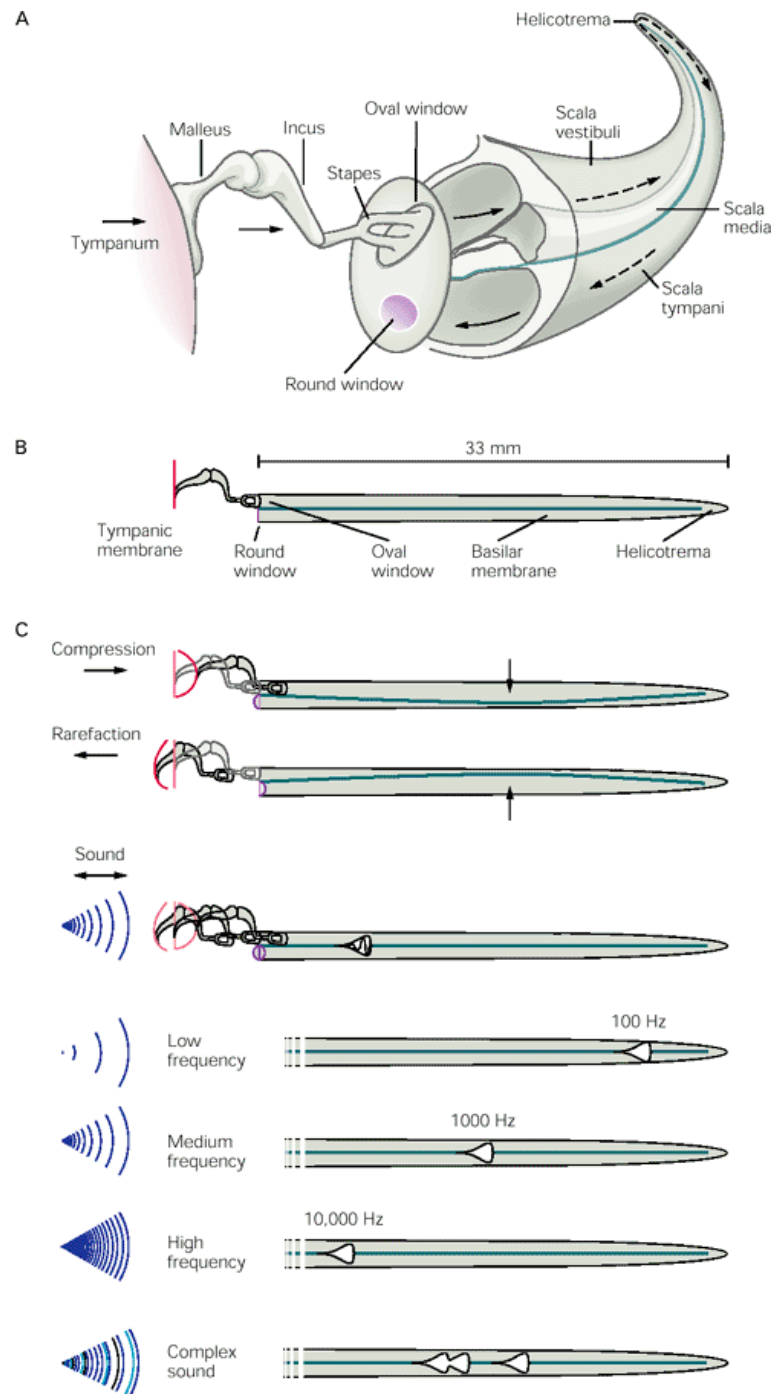 A
Helicotrema
Oval window
Malleus
Incus
Scala
vestibuli
Stapes
Tympanum
Scala
media
Scala
tympani
Round window
B
33 mm
Tympanic
membrane
Round
window
Oval
window
Basilar
membrane
Helicotrema
C
Compression
Rarefaction
Sound
100 Hz
Low
frequency
1000 Hz
Medium
frequency
10,000 Hz
High
frequency
Complex
sound